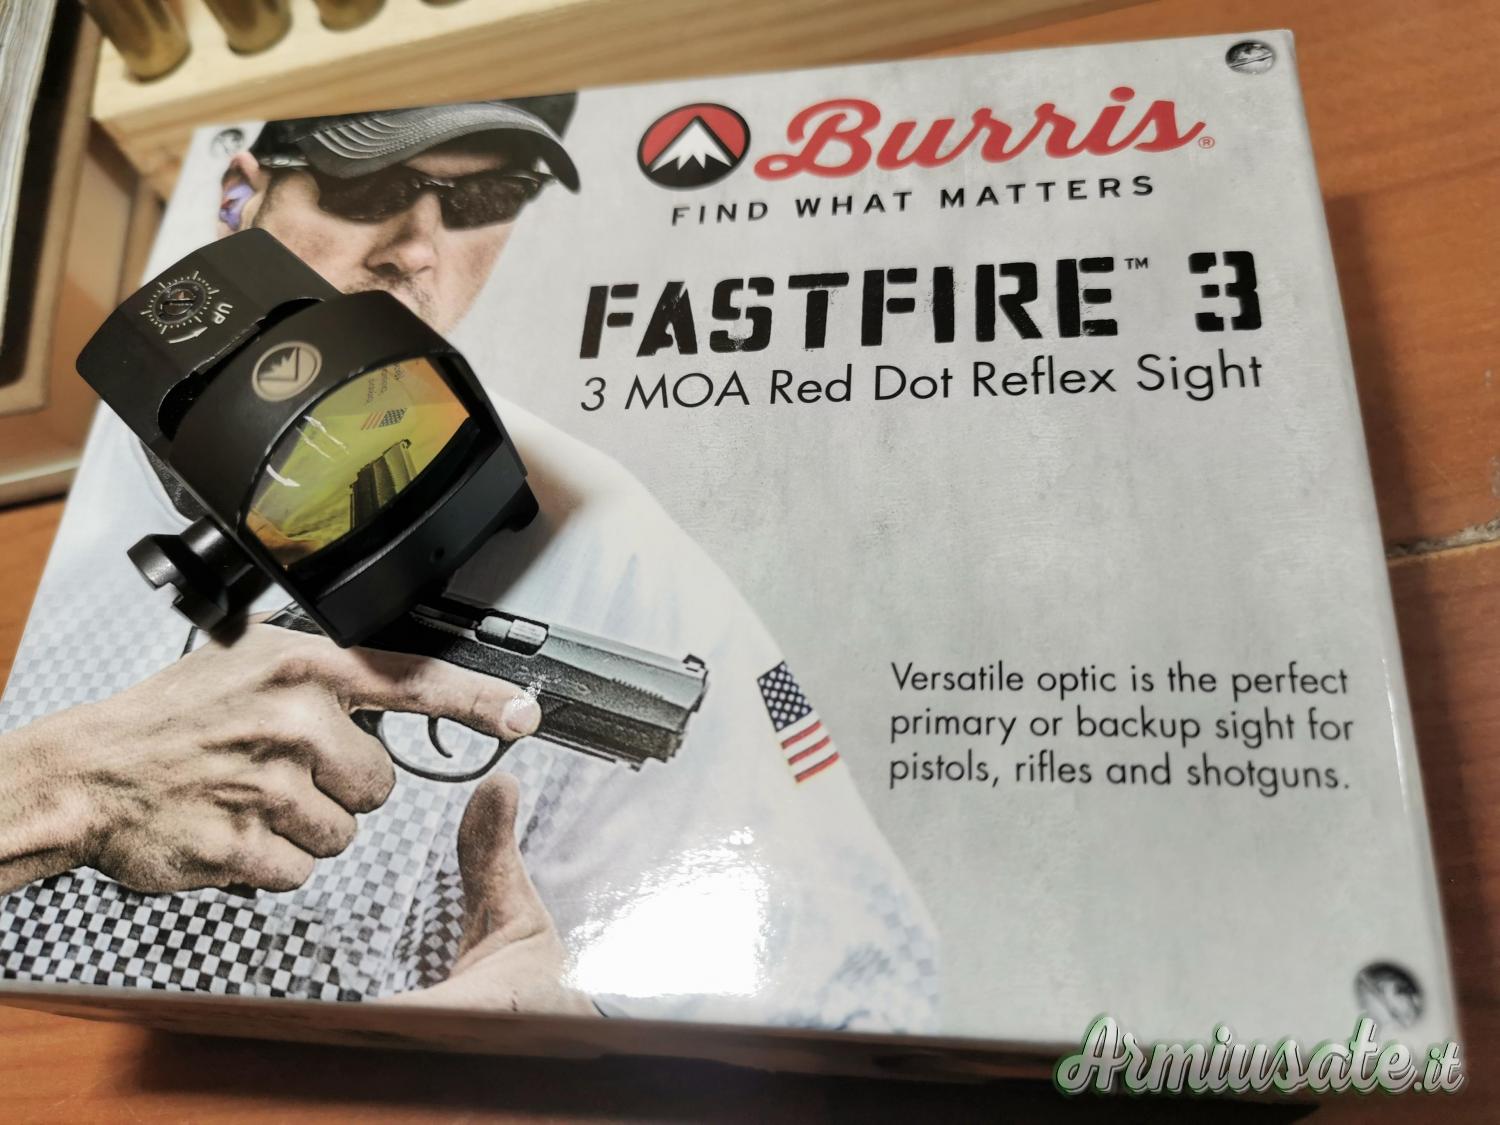 Burris®
FIND WHAT MATTERS
FASTFIRE™ 3
3 MOA Red Dot Reflex Sight
UP
Versatile optic is the perfect
primary or backup sight for
pistols, rifles and shotguns.
Armiusate.it